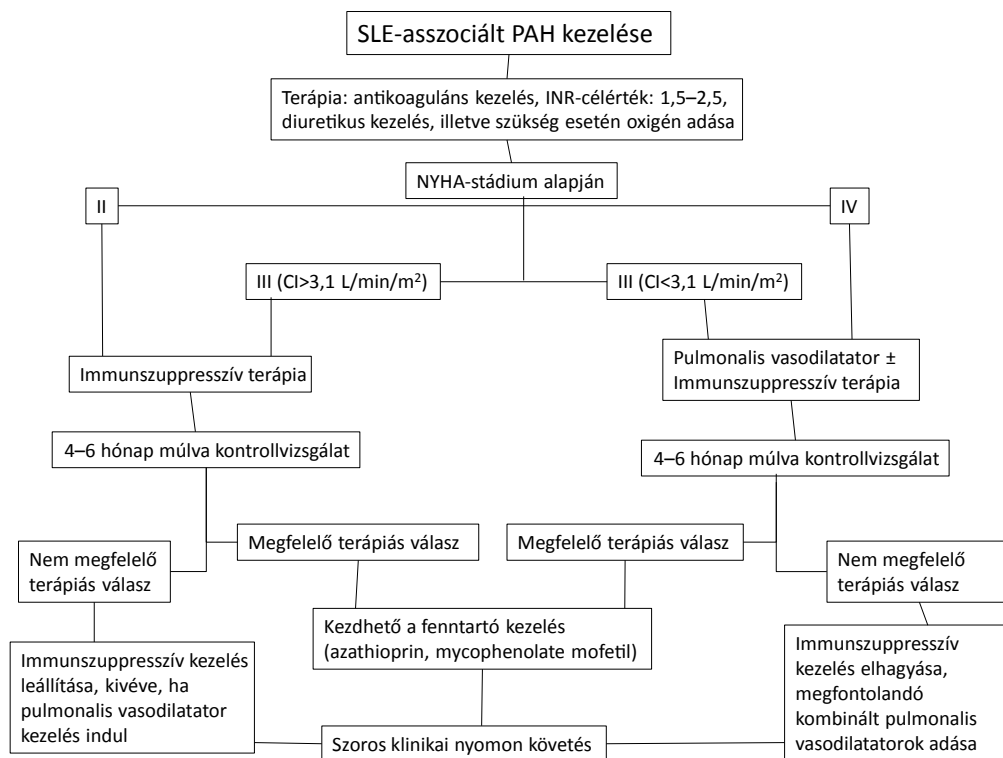 SLE-asszociált PAH kezelése
Terápia: antikoaguláns kezelés, INR-célérték: 1,5–2,5,
diuretikus kezelés, illetve szükség esetén oxigén adása
NYHA-stádium alapján
II
IV
III (CI>3,1 L/min/m²)
III (CI<3,1 L/min/m²)
Immunszuppresszív terápia
Pulmonalis vasodilatator ±
Immunszuppresszív terápia
4–6 hónap múlva kontrollvizsgálat
4–6 hónap múlva kontrollvizsgálat
Nem megfelelő
terápiás válasz
Megfelelő terápiás válasz
Megfelelő terápiás válasz
Nem megfelelő
terápiás válasz
Kezdhető a fenntartó kezelés
(azathioprin, mycophenolate mofetil)
Immunszuppresszív kezelés
leállítása, kivéve, ha
pulmonalis vasodilatator
kezelés indul
Immunszuppresszív
kezelés elhagyása,
megfontolandó
kombinált pulmonalis
vasodilatatorok adása
Szoros klinikai nyomon követés